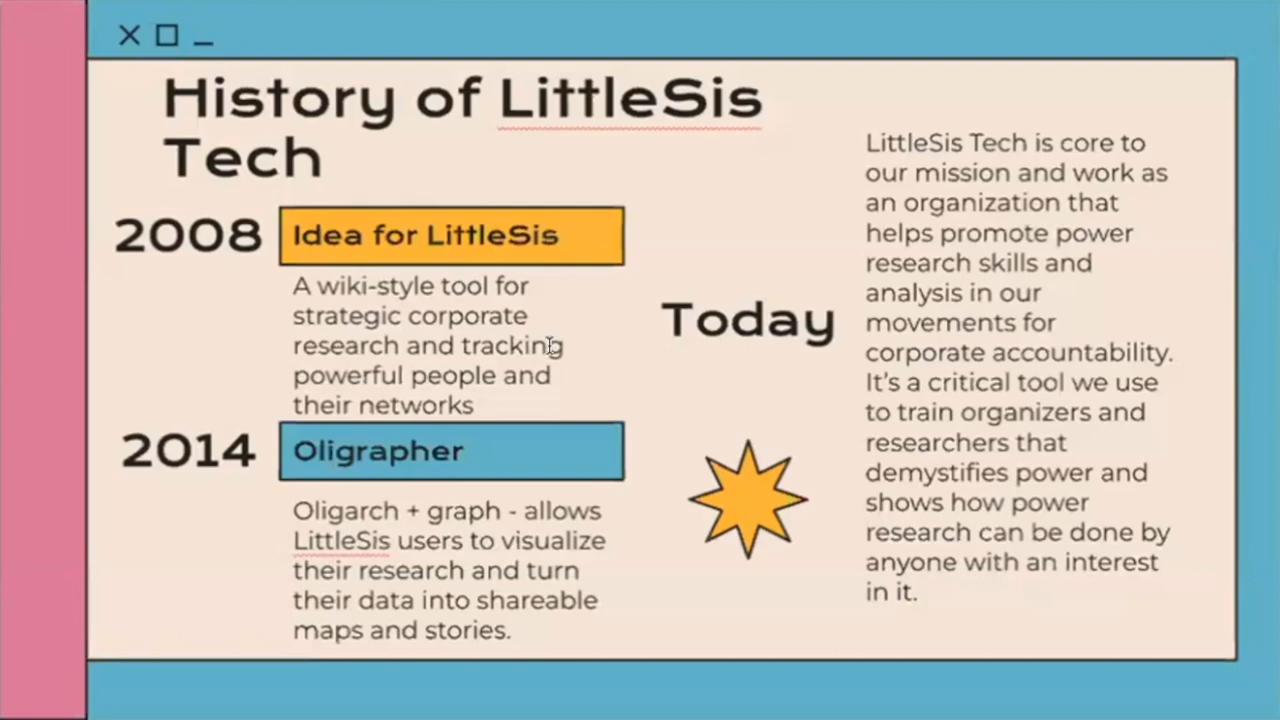 History of LittleSis
Tech
2008
Idea for LittleSis
A wiki-style tool for
strategic corporate
research and tracking
powerful people and
their networks
2014
Oligrapher
Oligarch + graph - allows
LittleSis users to visualize
their research and turn
their data into shareable
maps and stories.
Today
LittleSis Tech is core to
our mission and work as
an organization that
helps promote power
research skills and
analysis in our
movements for
corporate accountability.
It's a critical tool we use
to train organizers and
researchers that
demystifies power and
shows how power
research can be done by
anyone with an interest
in it.